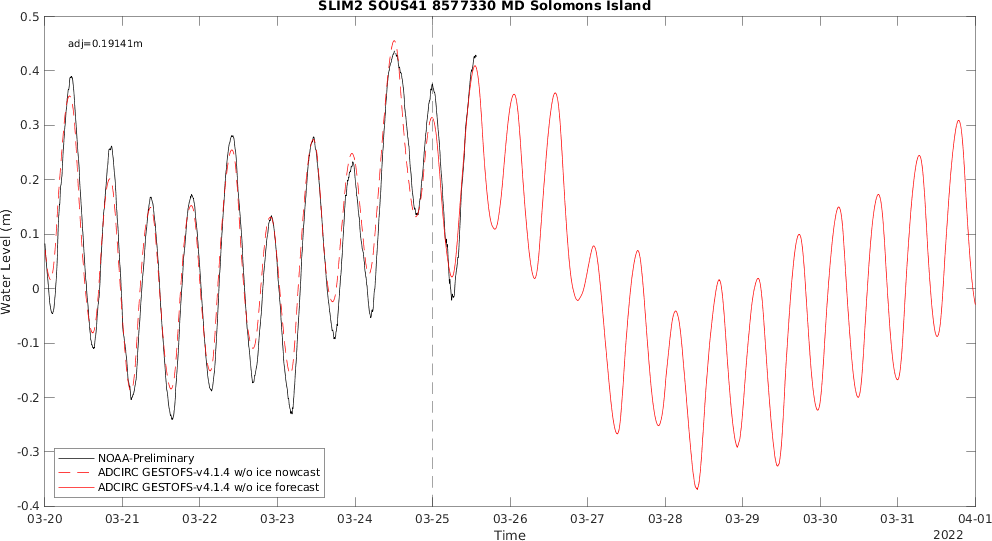 SLIM2 SOUS41 8577330 MD Solomons Island
adj=0.19141m
Water Level (m)
0.5
0.4
0.3
0.2
0.1
0
-0.1
-0.2
-0.3
-0.4
NOAA-Preliminary
ADCIRC GESTOFS-v4.1.4 w/o ice nowcast
ADCIRC GESTOFS-v4.1.4 w/o ice forecast
03-20 03-21 03-22 03-23 03-24 03-25 03-26 03-27 03-28 03-29 03-30 03-31 04-01
Time
2022